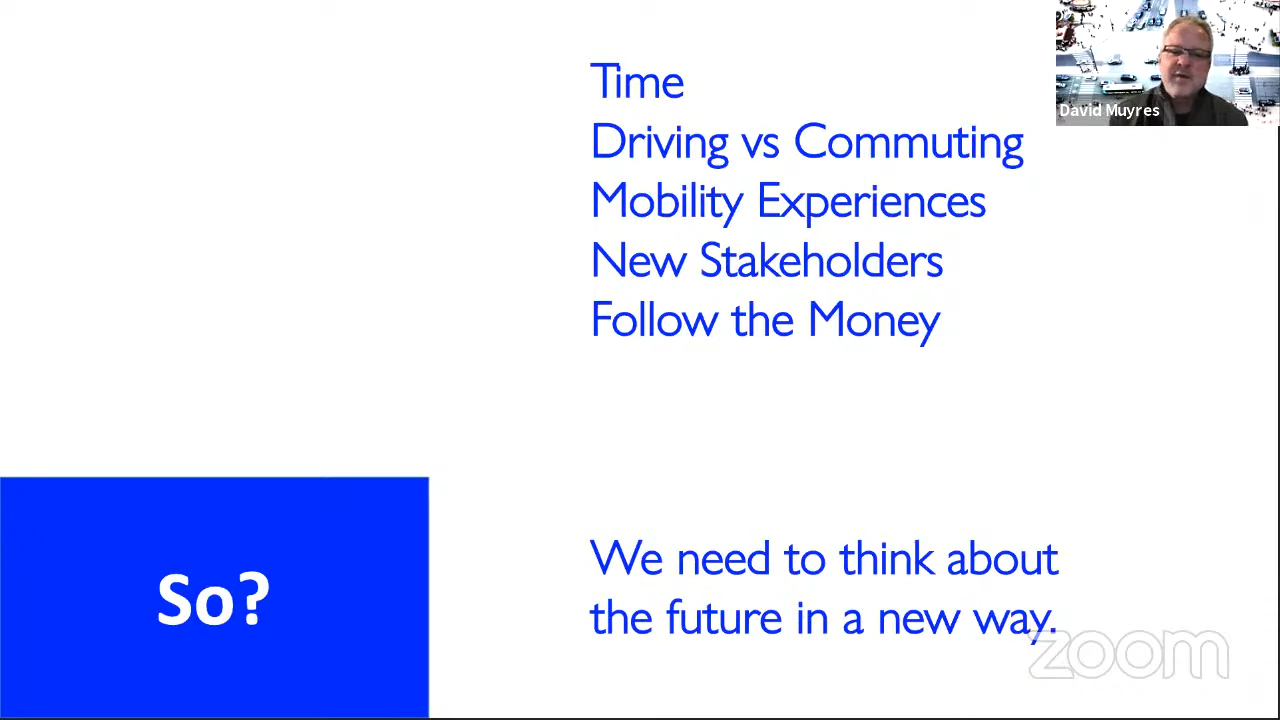 Time
Driving vs Commuting
Mobility Experiences
New Stakeholders
Follow the Money
David Muyres
So?
We need to think about
the future in a new way.
zoom